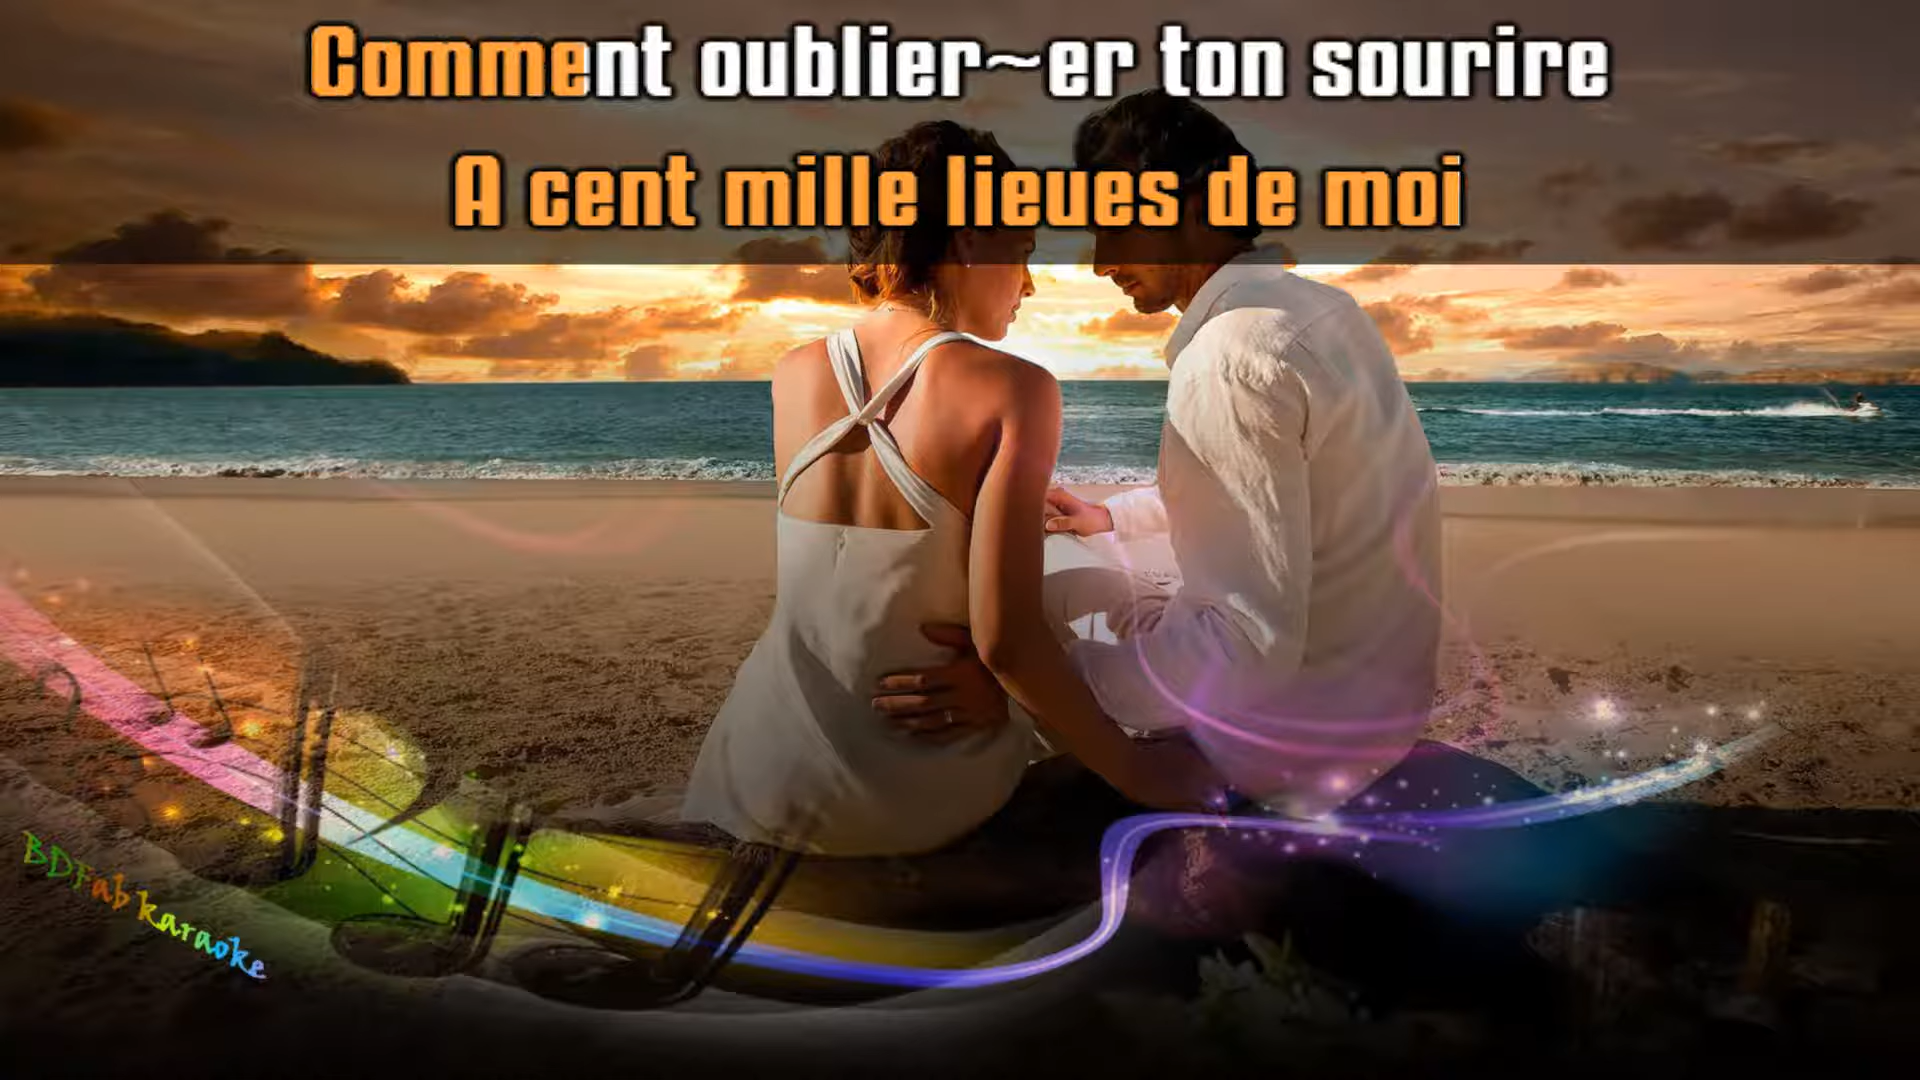 Comment oublier~er ton sourire
A cent mille lieues de moi
BDFab karaoke